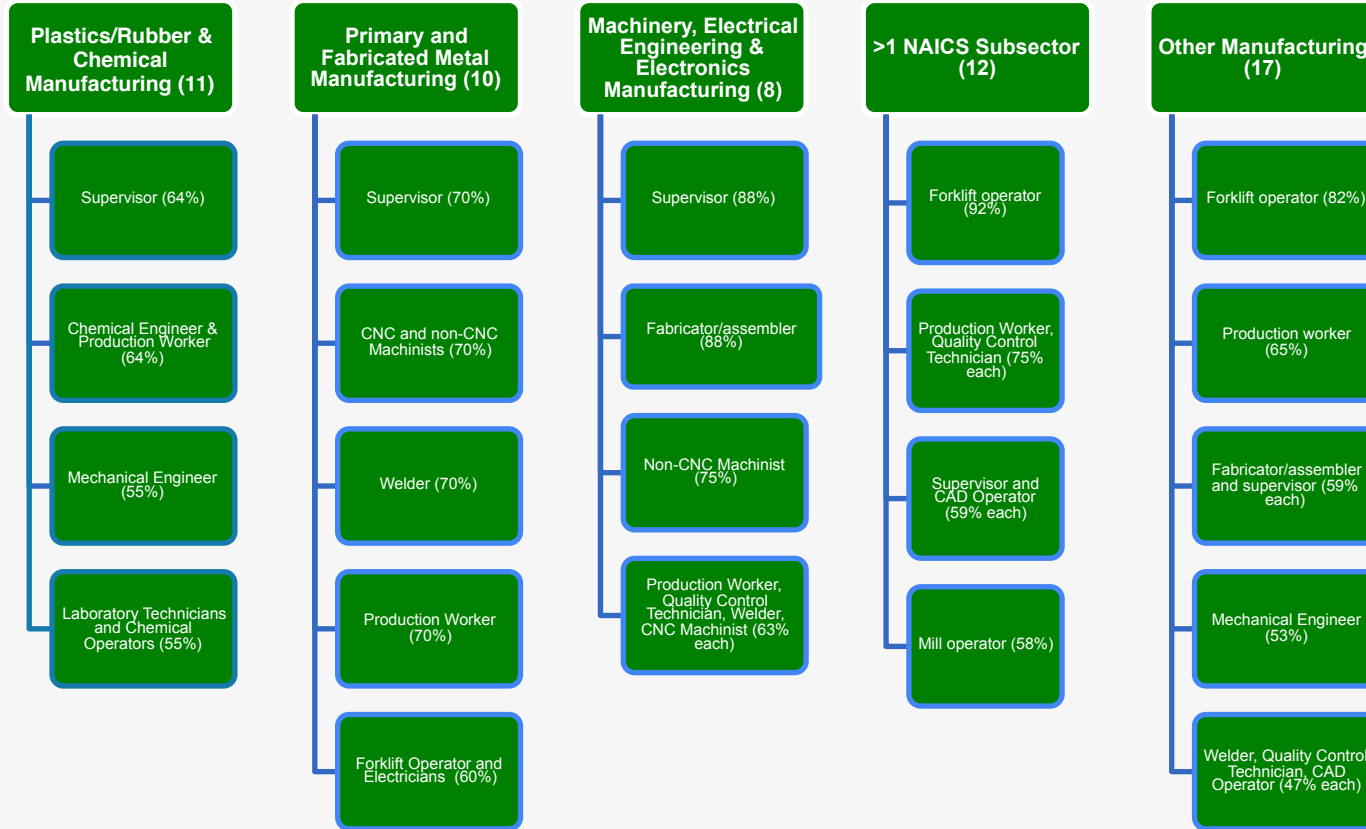 Plastics/Rubber &
Chemical
Manufacturing (11)
Supervisor (64%)
Chemical Engineer &
Production Worker
(64%)
Mechanical Engineer
(55%)
Laboratory Technicians
and Chemical
Operators (55%)
Primary and
Fabricated Metal
Manufacturing (10)
Supervisor (70%)
CNC and non-CNC
Machinists (70%)
Welder (70%)
Production Worker
(70%)
Forklift Operator and
Electricians (60%)
Machinery, Electrical
Engineering &
Electronics
Manufacturing (8)
Supervisor (88%)
Fabricator/assembler
(88%)
Non-CNC Machinist
(75%)
Production Worker,
Quality Control
Technician, Welder,
CNC Machinist (63%
each)
>1 NAICS Subsector
(12)
Forklift operator
(92%)
Production Worker,
Quality Control
Technician (75%
each)
Supervisor and
CAD Operator
(59% each)
Mill operator (58%)
Other Manufacturing
(17)
Forklift operator (82%)
Production worker
(65%)
Fabricator/assembler
and supervisor (59%
each)
Mechanical Engineer
(53%)
Welder, Quality Control
Technician, CAD
Operator (47% each)